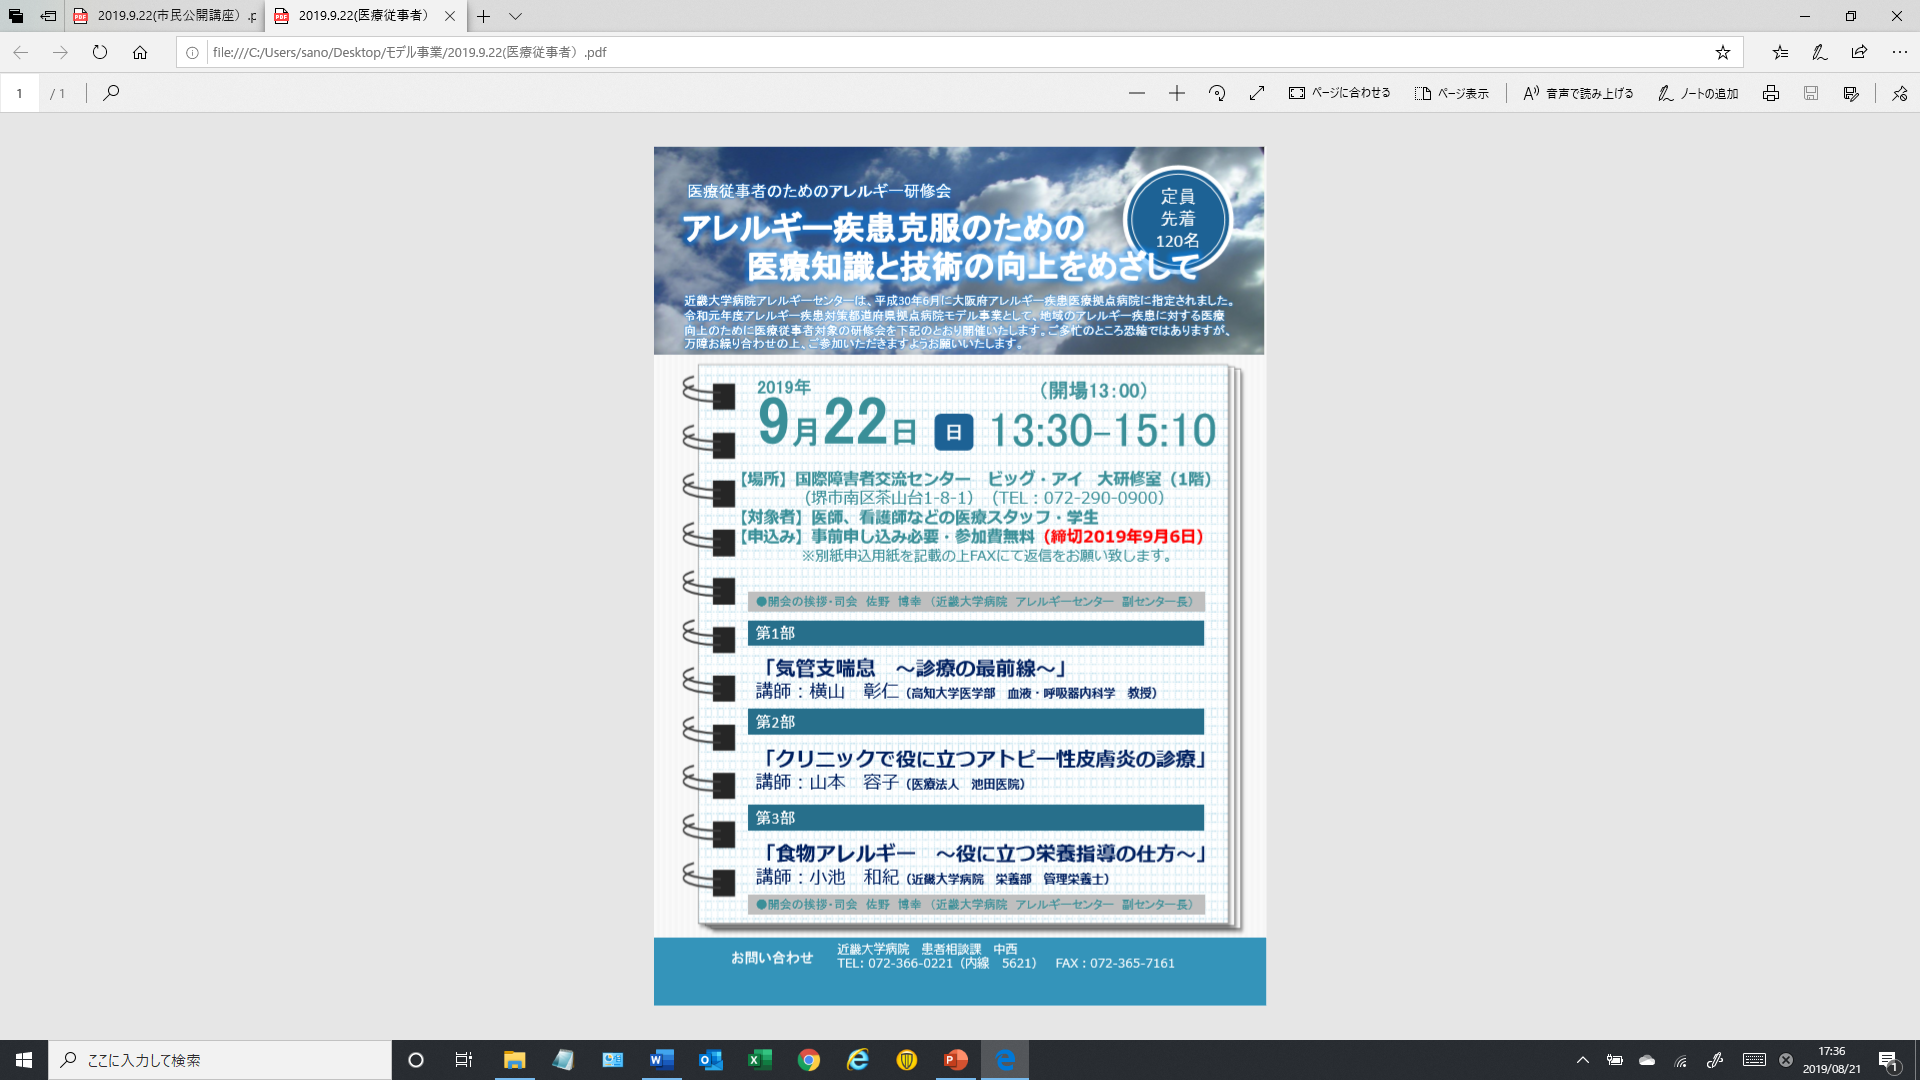 2019.9.22(市民公開講座）.p
2019.9.22(医療従事者）
file:///C:/Users/sano/Desktop/モデル事業/2019.9.22(医療従事者）.pdf
1 / 1
ページに合わせる ページ表示 音声で読み上げる ノートの追加
医療従事者のためのアレルギー研修会
定員
先着
120名
アレルギー疾患克服のための
医療知識と技術の向上をめざして
近畿大学病院アレルギーセンターは、平成30年6月に大阪府アレルギー疾患医療拠点病院に指定されました。
令和元年度アレルギー疾患対策都道府県拠点病院モデル事業として、地域のアレルギー疾患に対する医療
向上のために医療従事者対象の研修会を下記のとおり開催いたします。ご多忙のところ恐縮ではありますが、
万障お繰り合わせの上、ご参加いただきますようお願いいたします。
2019年
（開場13：00）
9月22日 日 13:30-15:10
【場所】国際障害者交流センター　ビッグ・アイ　大研修室（1階）
（堺市南区茶山台1-8-1）（TEL：072-290-0900）
【対象者】医師、看護師などの医療スタッフ・学生
【申込み】事前申し込み必要・参加費無料（締切2019年9月6日）
※別紙申込用紙を記載の上FAXにて返信をお願い致します。
●開会の挨拶・司会　佐野　博幸　（近畿大学病院　アレルギーセンター　副センター長）
第1部
「気管支喘息　～診療の最前線～」
講師：横山　彰仁（高知大学医学部　血液・呼吸器内科学　教授）
第2部
「クリニックで役に立つアトピー性皮膚炎の診療」
講師：山本　容子（医療法人　池田医院）
第3部
「食物アレルギー　～役に立つ栄養指導の仕方～」
講師：小池　和紀（近畿大学病院　栄養部　管理栄養士）
●開会の挨拶・司会　佐野　博幸　（近畿大学病院　アレルギーセンター　副センター長）
お問い合わせ
近畿大学病院　患者相談課　中西
TEL: 072-366-0221（内線　5621）　FAX：072-365-7161
ここに入力して検索
17:36
2019/08/21
1